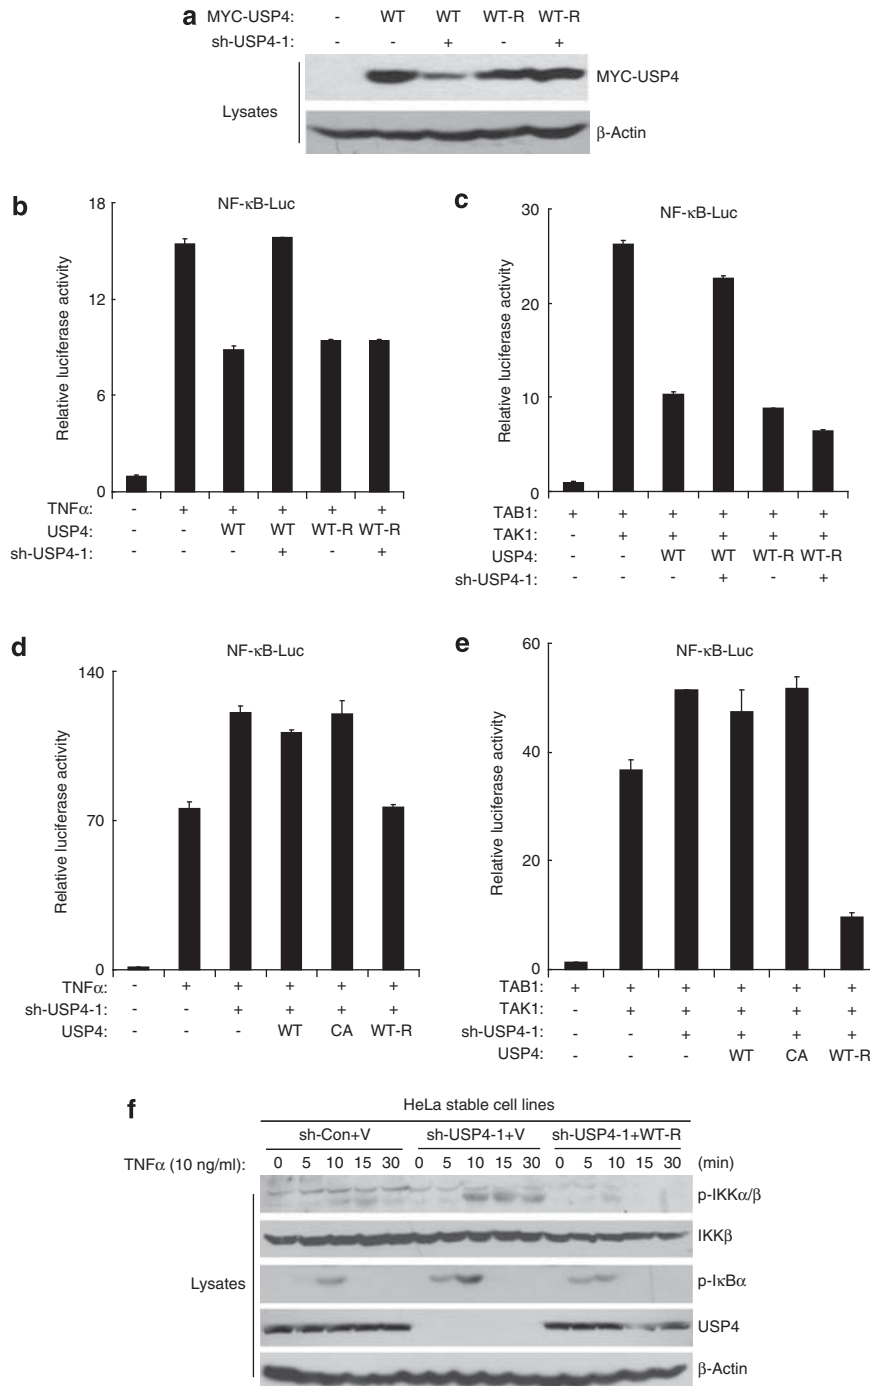 a
MYC-USP4: - WT WT WT-R WT-R
sh-USP4-1: - - + - +
MYC-USP4
Lysates
β-Actin
b
NF-κB-Luc
Relative luciferase activity
18
12
6
0
TNFα: - + + + + +
USP4: - - WT WT WT-R WT-R
sh-USP4-1: - - - + - +
c
NF-κB-Luc
Relative luciferase activity
30
20
10
0
TAB1: + + + + + +
TAK1: - + + + + +
USP4: - - WT WT WT-R WT-R
sh-USP4-1: - - - + - +
d
NF-κB-Luc
Relative luciferase activity
140
70
0
TNFα: - + + + + +
sh-USP4-1: - - + + + +
USP4: - - - WT CA WT-R
e
NF-κB-Luc
Relative luciferase activity
60
40
20
0
TAB1: + + + + + +
TAK1: - + + + + +
sh-USP4-1: - - + + + +
USP4: - - - WT CA WT-R
f
HeLa stable cell lines
sh-Con+V sh-USP4-1+V sh-USP4-1+WT-R
TNFα (10 ng/ml): 0 5 10 15 30 0 5 10 15 30 0 5 10 15 30 (min)
p-IKKα/β
IKKβ
p-IκBα
Lysates
USP4
β-Actin